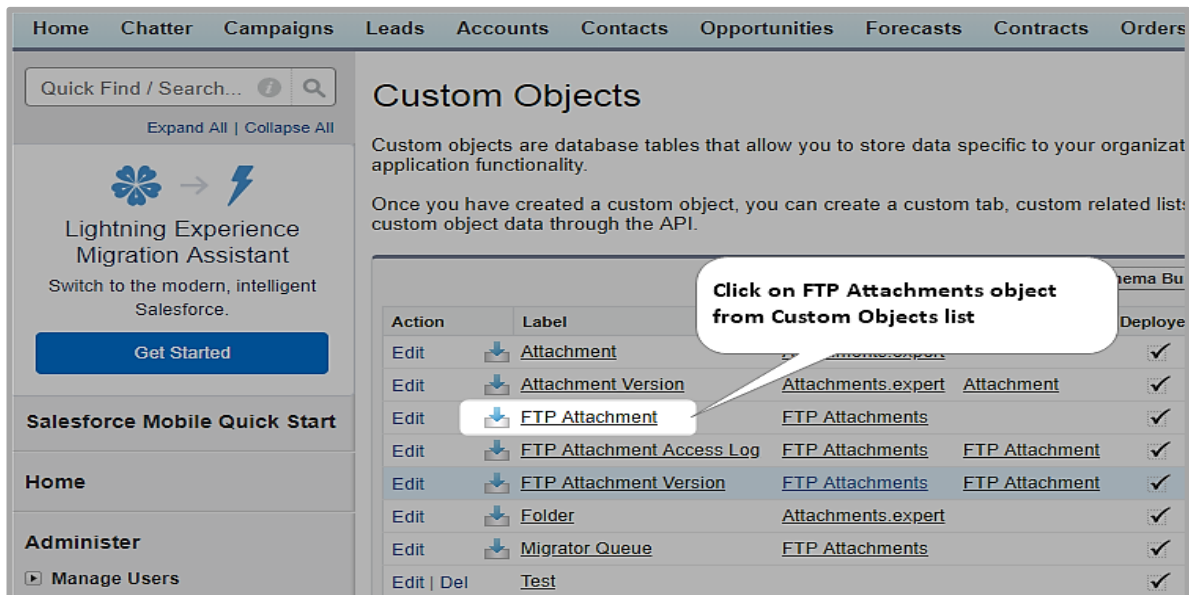 Home Chatter Campaigns Leads Accounts Contacts Opportunities Forecasts Contracts Orders
Quick Find / Search...
Expand All | Collapse All
Lightning Experience
Migration Assistant
Switch to the modern, intelligent
Salesforce.
Get Started
Salesforce Mobile Quick Start
Home
Administer
Manage Users
Custom Objects
Custom objects are database tables that allow you to store data specific to your organizat
application functionality.
Once you have created a custom object, you can create a custom tab, custom related lists
custom object data through the API.
Click on FTP Attachments object
from Custom Objects list
hema Bu
Action Label Deploye
Edit Attachment Attachments.expert
Edit Attachment Version Attachments.expert Attachment
Edit FTP Attachment FTP Attachments
Edit FTP Attachment Access Log FTP Attachments FTP Attachment
Edit FTP Attachment Version FTP Attachments FTP Attachment
Edit Folder Attachments.expert
Edit Migrator Queue FTP Attachments
Edit | Del Test